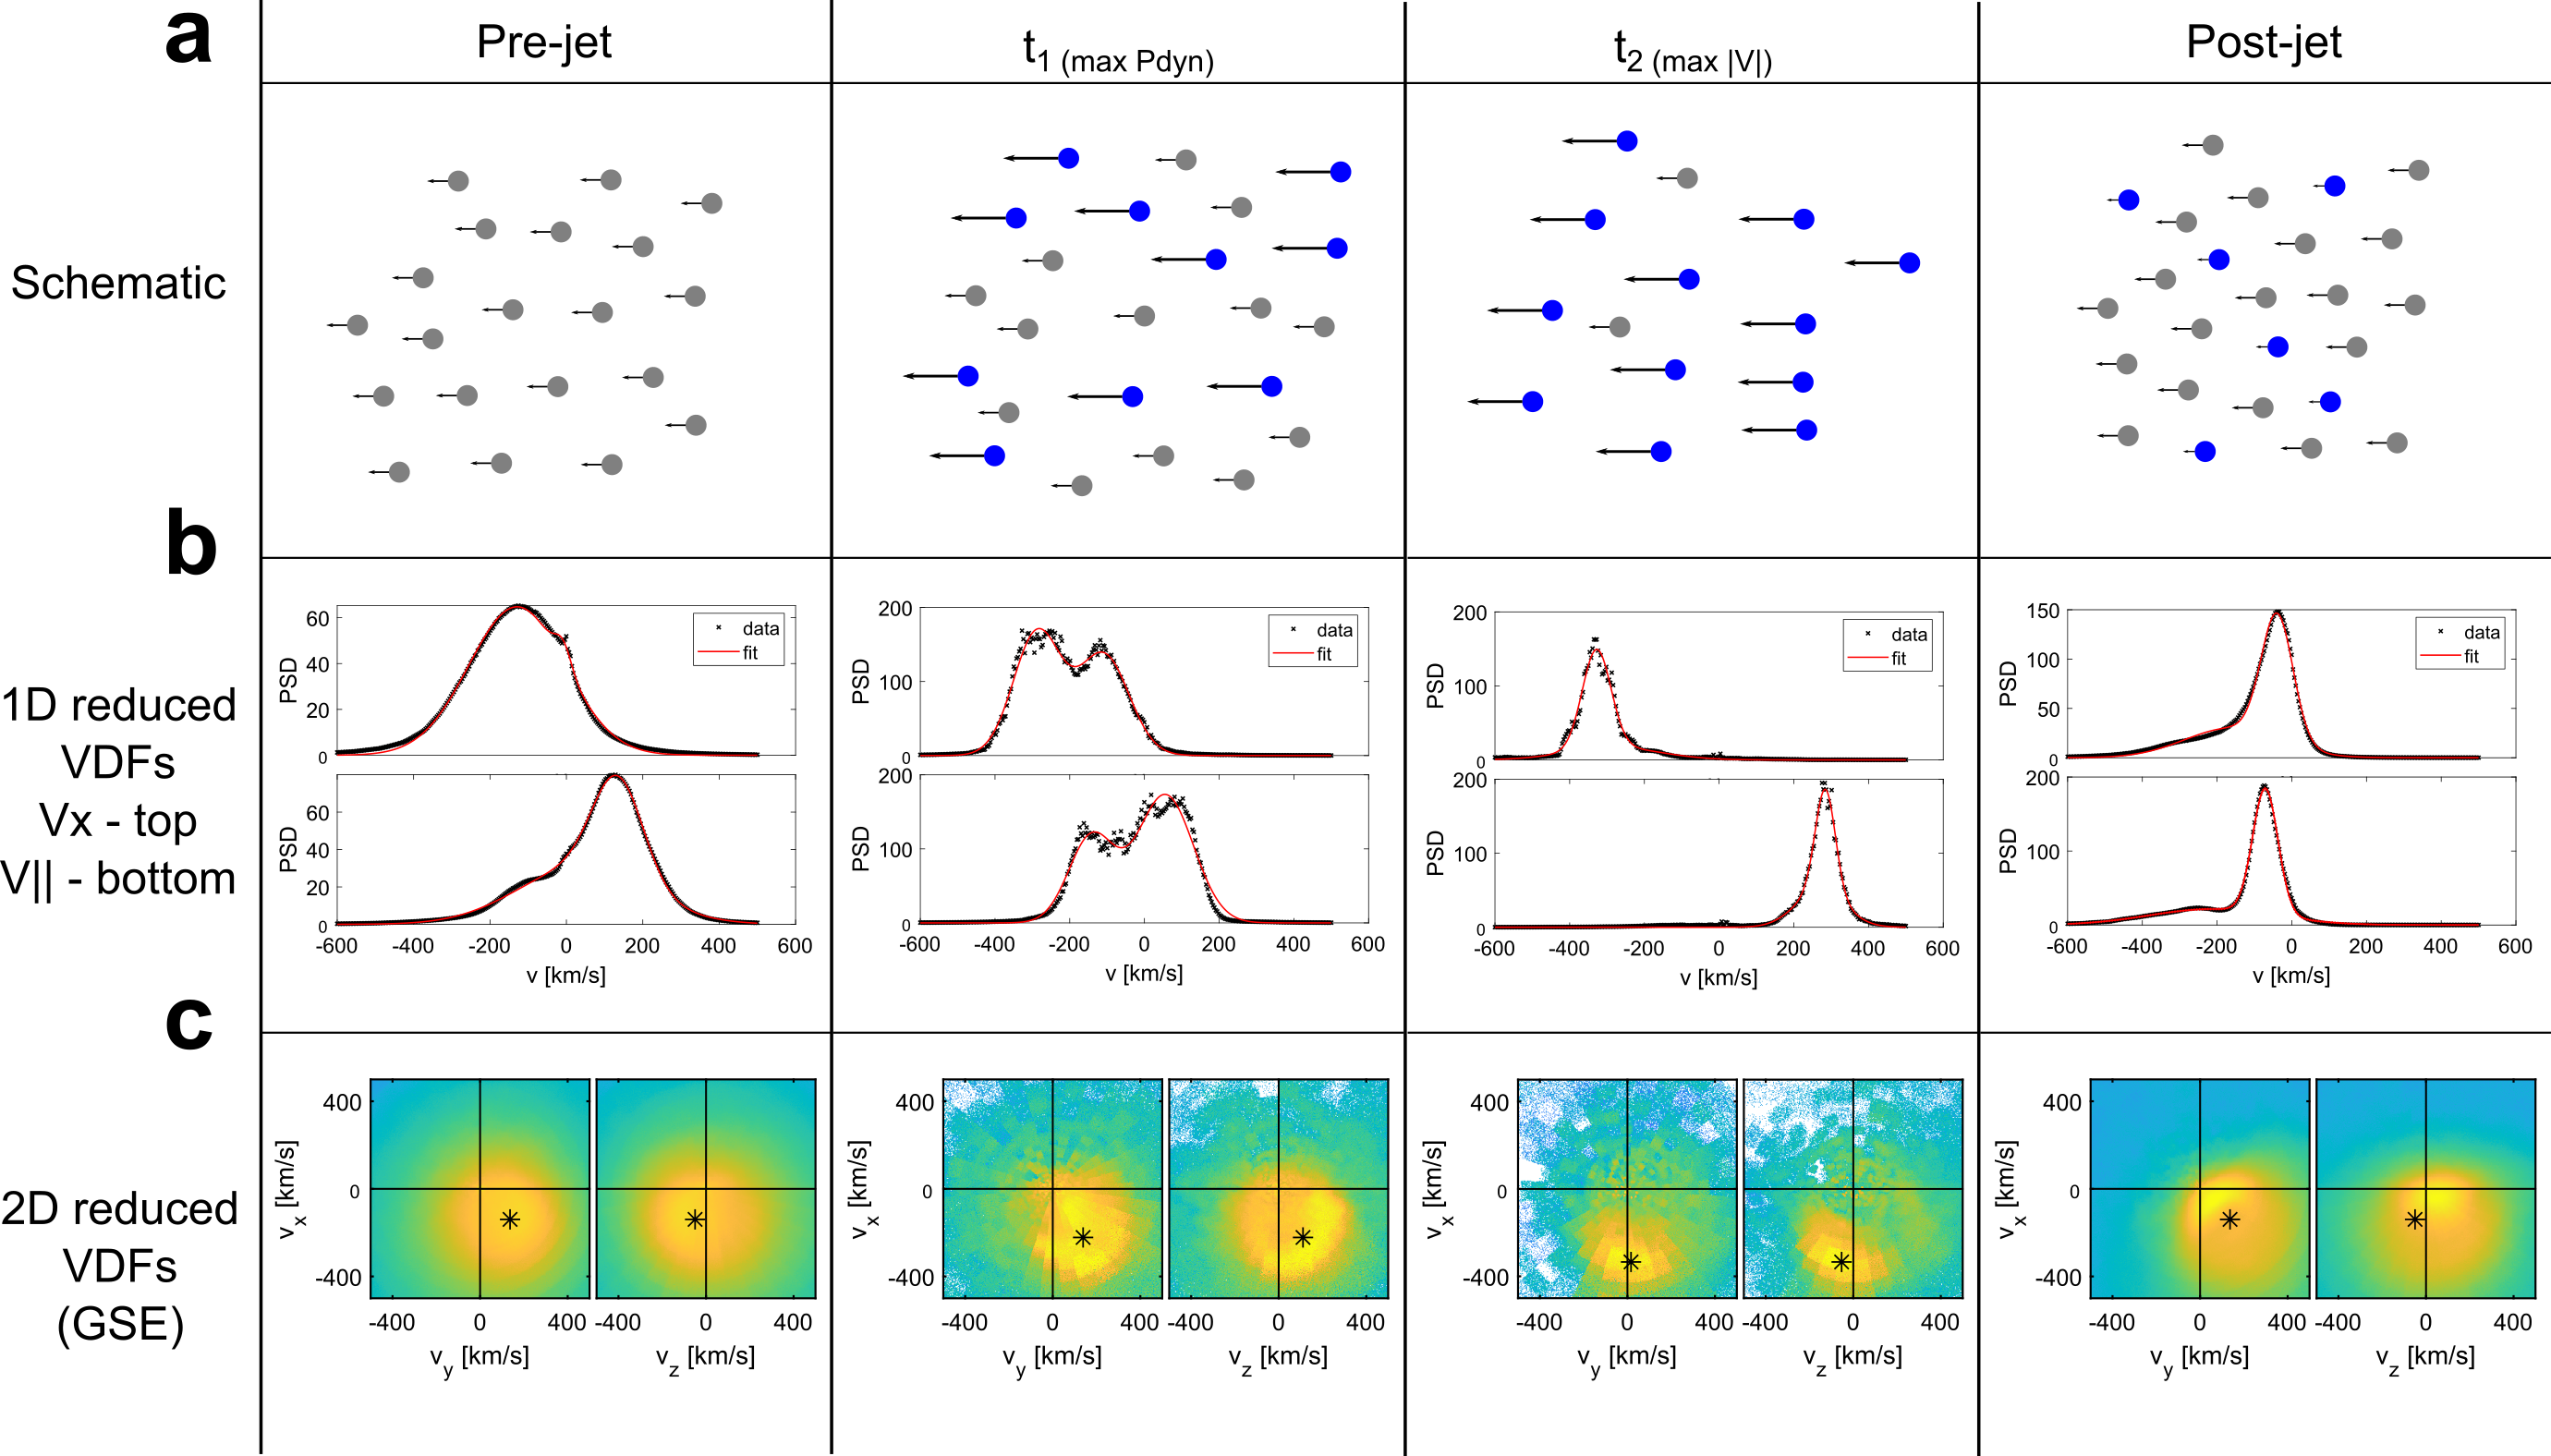 a
Pre-jet
t1 (max Pdyn)
t2 (max |V|)
Post-jet
Schematic
b
1D reduced
VDFs
Vx - top
V|| - bottom
60
40
20
0
PSD
data
fit
60
40
20
0
PSD
-600 -400 -200 0 200 400 600
v [km/s]
200
100
0
PSD
data
fit
200
100
0
PSD
-600 -400 -200 0 200 400 600
v [km/s]
200
100
0
PSD
data
fit
200
100
0
PSD
-600 -400 -200 0 200 400 600
v [km/s]
150
100
50
0
PSD
data
fit
200
100
0
PSD
-600 -400 -200 0 200 400 600
v [km/s]
c
2D reduced
VDFs
(GSE)
400
0
-400
vx [km/s]
-400 0 400 -400 0 400
vy [km/s] vz [km/s]
400
0
-400
vx [km/s]
-400 0 400 -400 0 400
vy [km/s] vz [km/s]
400
0
-400
vx [km/s]
-400 0 400 -400 0 400
vy [km/s] vz [km/s]
400
0
-400
vx [km/s]
-400 0 400 -400 0 400
vy [km/s] vz [km/s]